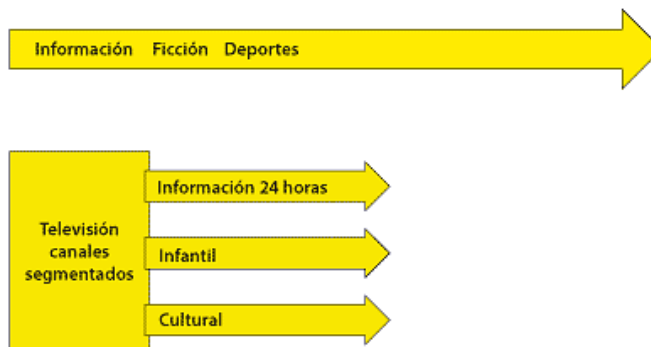 Información Ficción Deportes
Información 24 horas
Televisión
canales
segmentados
Infantil
Cultural